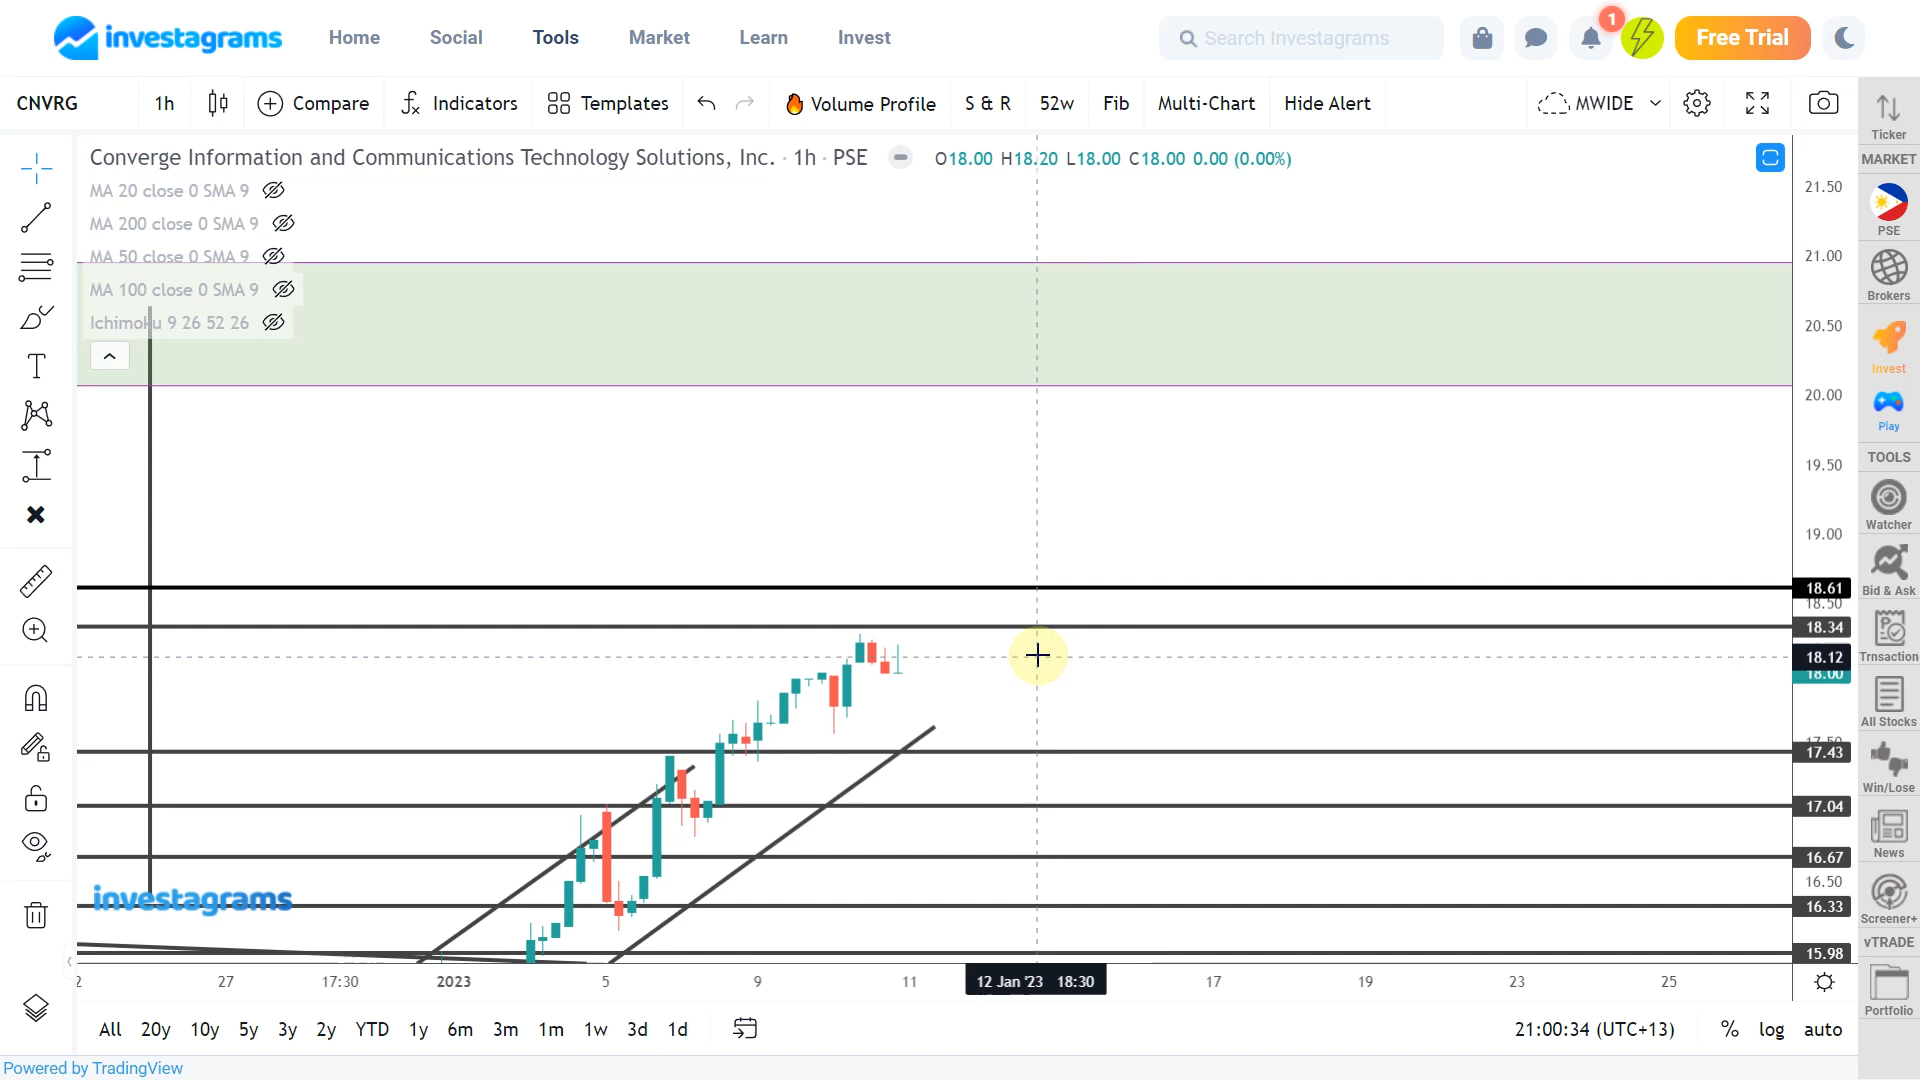 investagrams Home Social Tools Market Learn Invest Search Investagrams 1 Free Trial
CNVRG 1h Compare Indicators Templates Volume Profile S & R 52w Fib Multi-Chart Hide Alert MWIDE
Converge Information and Communications Technology Solutions, Inc. · 1h · PSE O18.00 H18.20 L18.00 C18.00 0.00 (0.00%)
MA 20 close 0 SMA 9
MA 200 close 0 SMA 9
MA 50 close 0 SMA 9
MA 100 close 0 SMA 9
Ichimoku 9 26 52 26
21.50
21.00
20.50
20.00
19.50
19.00
18.61
18.50
18.34
18.12
18.00
17.50
17.43
17.04
16.67
16.50
16.33
15.98
investagrams
2 27 17:30 2023 5 9 11 12 Jan '23 18:30 17 19 23 25
All 20y 10y 5y 3y 2y YTD 1y 6m 3m 1m 1w 3d 1d 21:00:34 (UTC+13) % log auto
Powered by TradingView
Ticker
MARKET
PSE
Brokers
Invest
Play
TOOLS
Watcher
Bid & Ask
Trnsaction
All Stocks
Win/Lose
News
Screener+
vTRADE
Portfolio